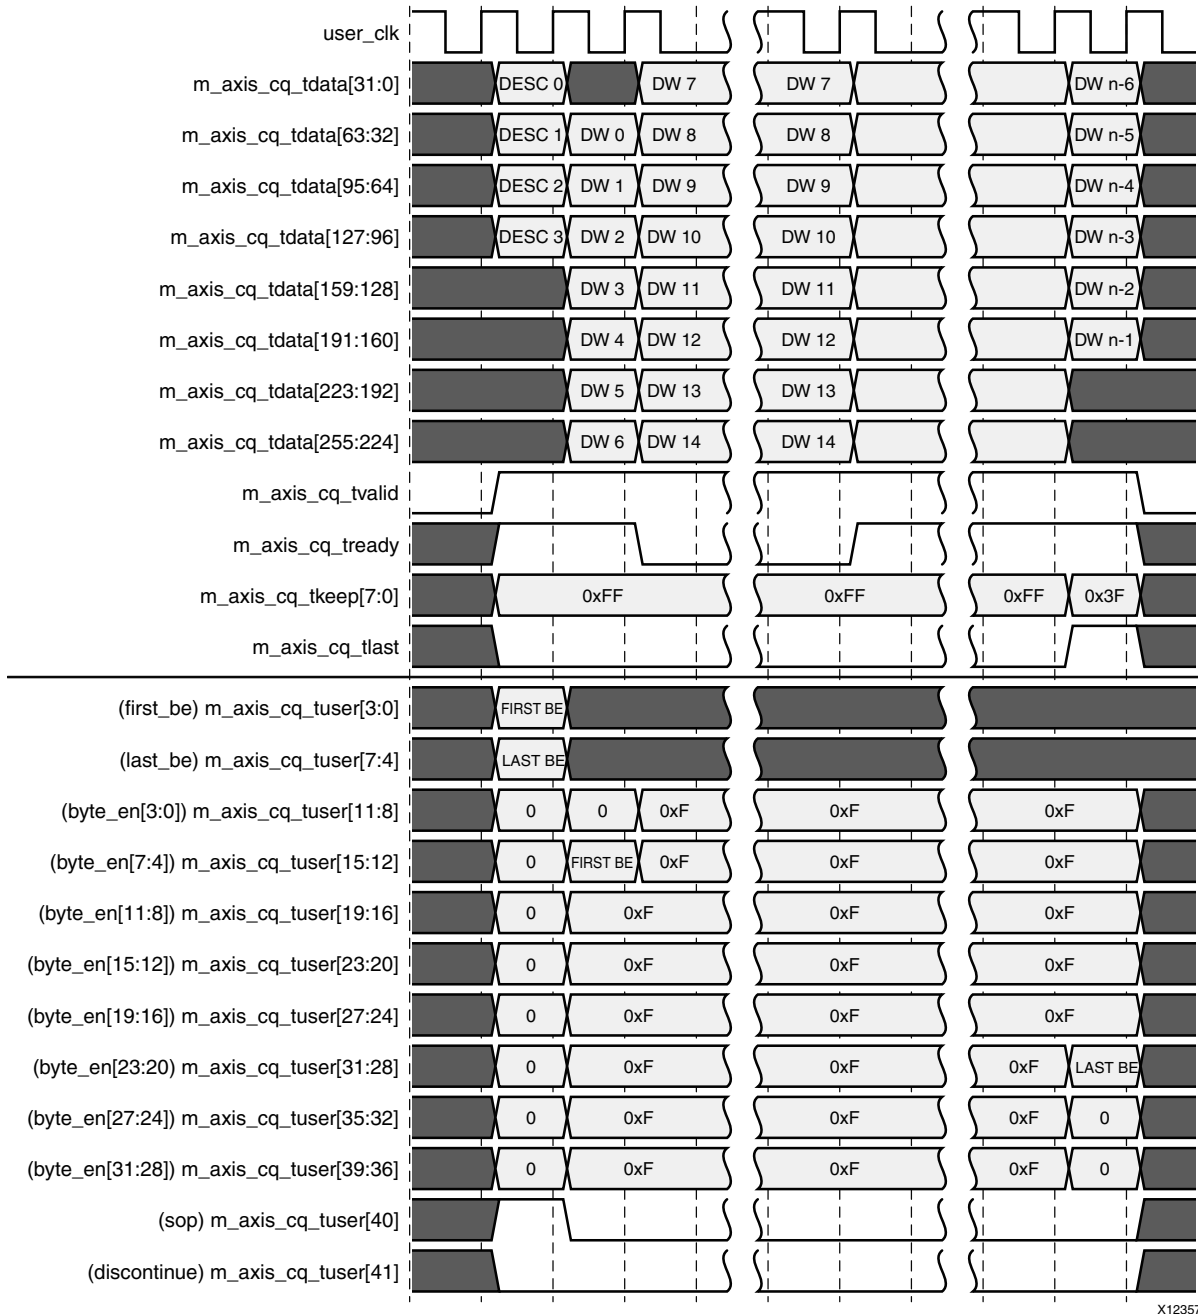 user_clk
m_axis_cq_tdata[31:0] DESC 0 DW 7 DW 7 DW n-6
m_axis_cq_tdata[63:32] DESC 1 DW 0 DW 8 DW 8 DW n-5
m_axis_cq_tdata[95:64] DESC 2 DW 1 DW 9 DW 9 DW n-4
m_axis_cq_tdata[127:96] DESC 3 DW 2 DW 10 DW 10 DW n-3
m_axis_cq_tdata[159:128] DW 3 DW 11 DW 11 DW n-2
m_axis_cq_tdata[191:160] DW 4 DW 12 DW 12 DW n-1
m_axis_cq_tdata[223:192] DW 5 DW 13 DW 13
m_axis_cq_tdata[255:224] DW 6 DW 14 DW 14
m_axis_cq_tvalid
m_axis_cq_tready
m_axis_cq_tkeep[7:0] 0xFF 0xFF 0xFF 0x3F
m_axis_cq_tlast
(first_be) m_axis_cq_tuser[3:0] FIRST BE
(last_be) m_axis_cq_tuser[7:4] LAST BE
(byte_en[3:0]) m_axis_cq_tuser[11:8] 0 0 0xF 0xF 0xF
(byte_en[7:4]) m_axis_cq_tuser[15:12] 0 FIRST BE 0xF 0xF 0xF
(byte_en[11:8]) m_axis_cq_tuser[19:16] 0 0xF 0xF 0xF
(byte_en[15:12]) m_axis_cq_tuser[23:20] 0 0xF 0xF 0xF
(byte_en[19:16]) m_axis_cq_tuser[27:24] 0 0xF 0xF 0xF
(byte_en[23:20) m_axis_cq_tuser[31:28] 0 0xF 0xF 0xF LAST BE
(byte_en[27:24]) m_axis_cq_tuser[35:32] 0 0xF 0xF 0xF 0
(byte_en[31:28]) m_axis_cq_tuser[39:36] 0 0xF 0xF 0xF 0
(sop) m_axis_cq_tuser[40]
(discontinue) m_axis_cq_tuser[41]
X12357